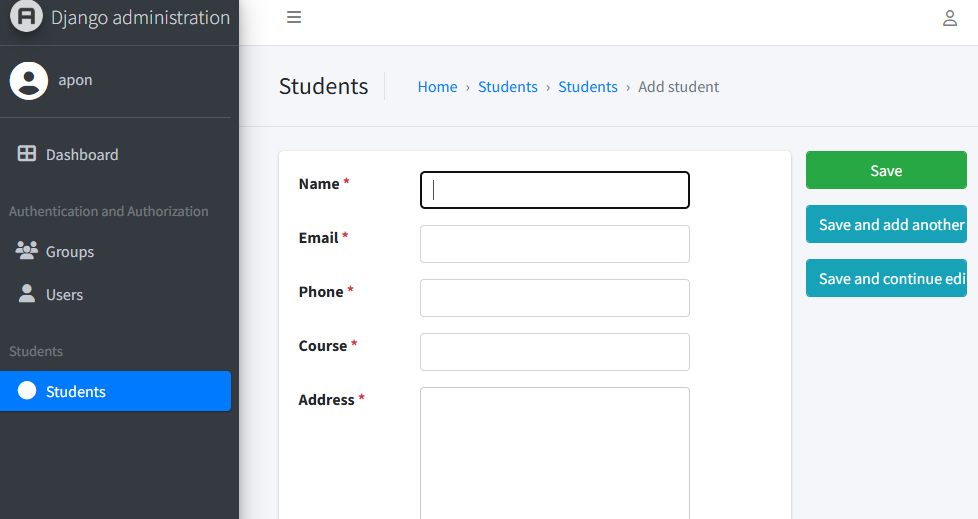 Django administration
apon
Dashboard
Authentication and Authorization
Groups
Users
Students
Students
Students
Home › Students › Students › Add student
Name *
Email *
Phone *
Course *
Address *
Save
Save and add another
Save and continue edi